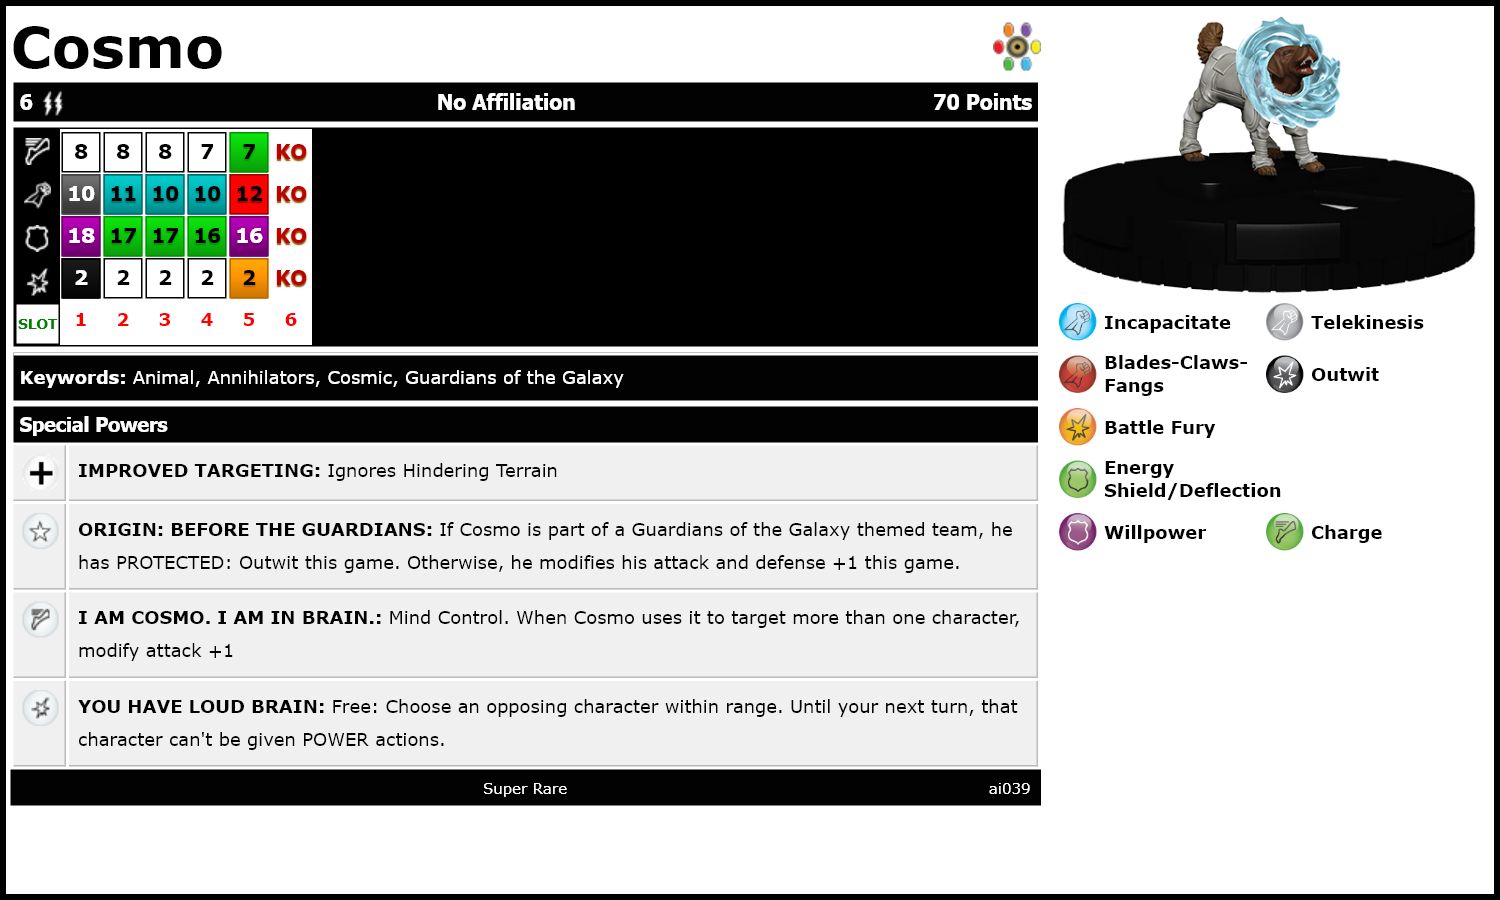 Cosmo
6 No Affiliation 70 Points
8 8 8 7 7 KO
10 11 10 10 12 KO
18 17 17 16 16 KO
2 2 2 2 2 KO
SLOT 1 2 3 4 5 6
Keywords: Animal, Annihilators, Cosmic, Guardians of the Galaxy
Special Powers
IMPROVED TARGETING: Ignores Hindering Terrain
ORIGIN: BEFORE THE GUARDIANS: If Cosmo is part of a Guardians of the Galaxy themed team, he
has PROTECTED: Outwit this game. Otherwise, he modifies his attack and defense +1 this game.
I AM COSMO. I AM IN BRAIN.: Mind Control. When Cosmo uses it to target more than one character,
modify attack +1
YOU HAVE LOUD BRAIN: Free: Choose an opposing character within range. Until your next turn, that
character can't be given POWER actions.
Super Rare ai039
Incapacitate Telekinesis
Blades-Claws-
Fangs
Outwit
Battle Fury
Energy
Shield/Deflection
Willpower Charge